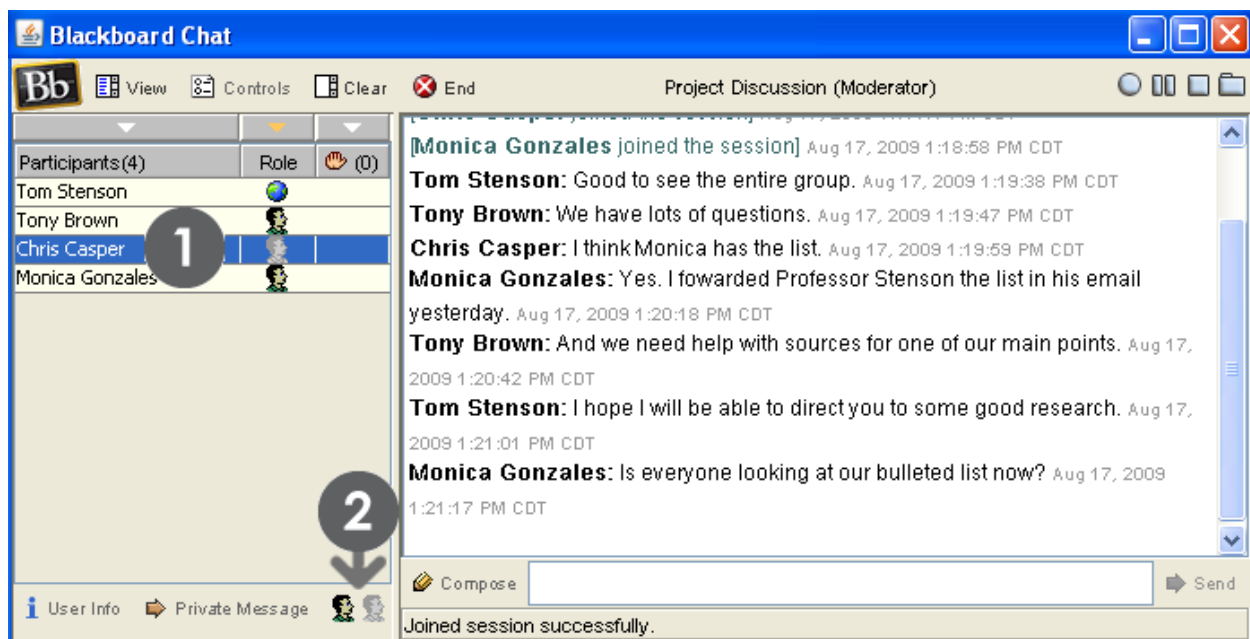 Blackboard Chat
Bb View Controls Clear End Project Discussion (Moderator)
Participants(4) Role (0)
Tom Stenson
Tony Brown
Chris Casper
Monica Gonzales
1
2
User Info Private Message
[Monica Gonzales joined the session] Aug 17, 2009 1:18:58 PM CDT
Tom Stenson: Good to see the entire group. Aug 17, 2009 1:19:38 PM CDT
Tony Brown: We have lots of questions. Aug 17, 2009 1:19:47 PM CDT
Chris Casper: I think Monica has the list. Aug 17, 2009 1:19:59 PM CDT
Monica Gonzales: Yes. I fowarded Professor Stenson the list in his email
yesterday. Aug 17, 2009 1:20:18 PM CDT
Tony Brown: And we need help with sources for one of our main points. Aug 17,
2009 1:20:42 PM CDT
Tom Stenson: I hope I will be able to direct you to some good research. Aug 17,
2009 1:21:01 PM CDT
Monica Gonzales: Is everyone looking at our bulleted list now? Aug 17, 2009
1:21:17 PM CDT
Compose Send
Joined session successfully.